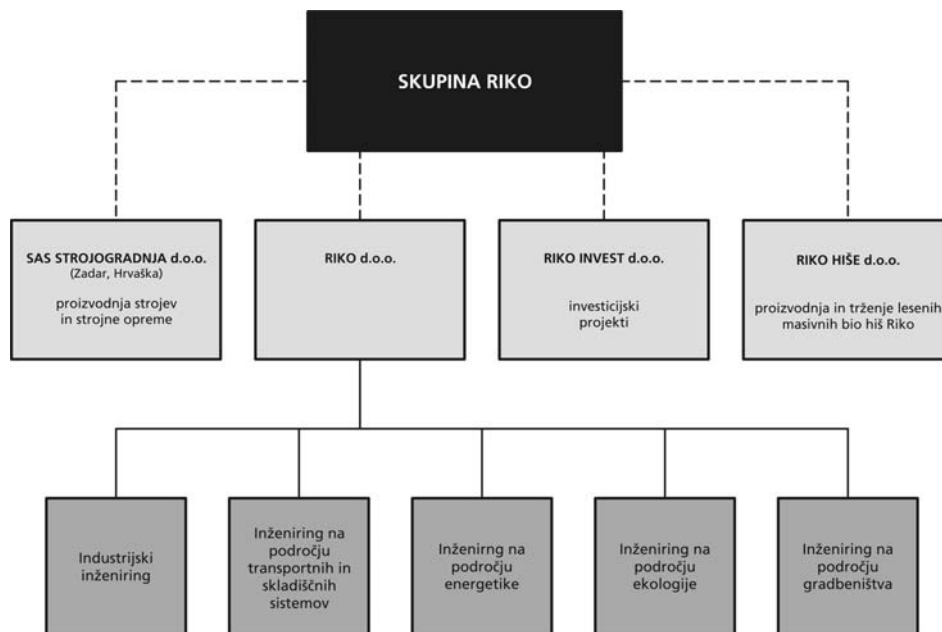 SKUPINA RIKO
SAS STROJOGRADNJA d.o.o.
(Zadar, Hrvaška)
proizvodnja strojev
in strojne opreme
RIKO d.o.o.
RIKO INVEST d.o.o.
investicijski
projekti
RIKO HIŠE d.o.o.
proizvodnja in trženje lesenih
masivnih bio hiš Riko
Industrijski
inženiring
Inženiring na
področju
transportnih in
skladiščnih
sistemov
Inženirng na
področju
energetike
Inženiring na
področju
ekologije
Inženiring na
področju
gradbeništva